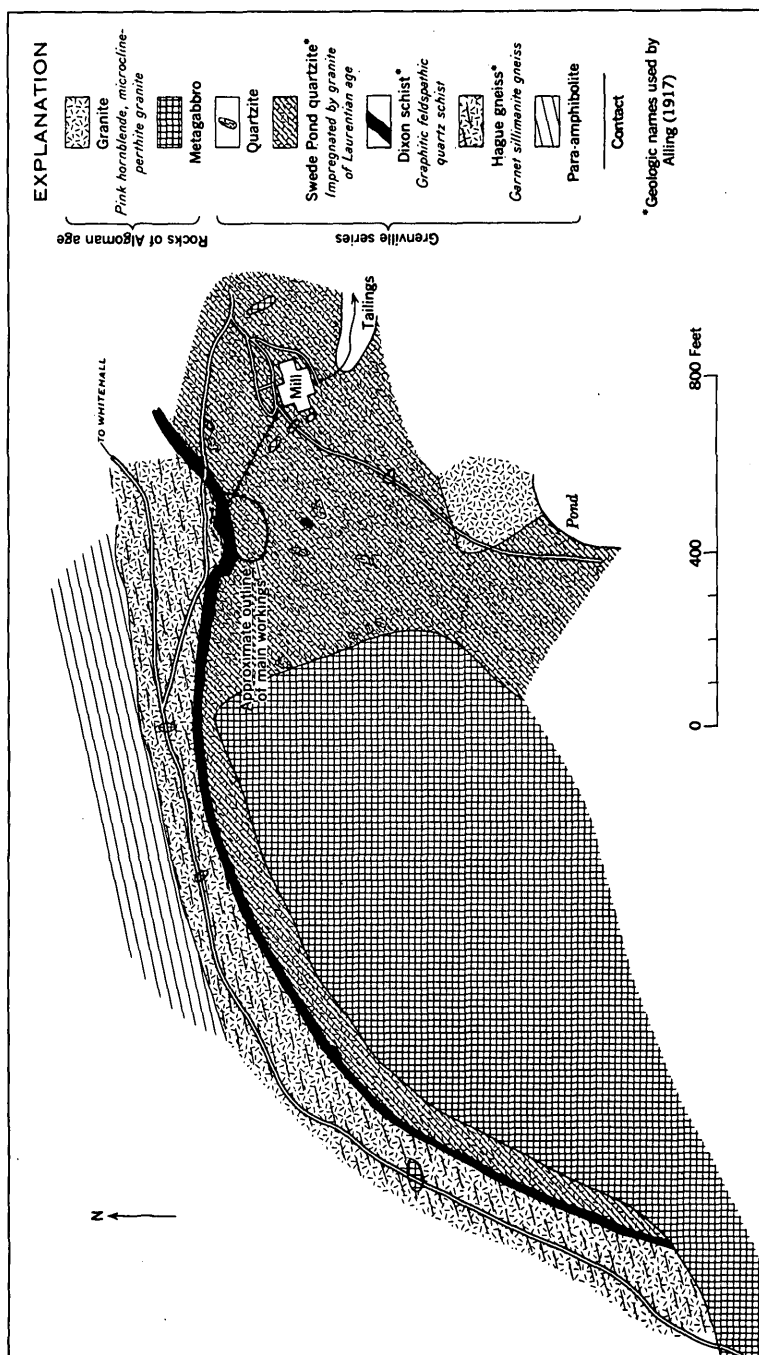 EXPLANATION
Granite
Pink hornblende, microcline-
perthite granite
Metagabbro
Rocks of Algoman age
Quartzite
Swede Pond quartzite*
Impregnated by granite
of Laurentian age
Dixon schist*
Graphitic feldspathic
quartz schist
Hague gneiss*
Garnet sillimanite gneiss
Para-amphibolite
Grenville series
Contact
*Geologic names used by
Alling (1917)
N
TO WHITEHALL
Approximate outline
of main workings
Mill
Tailings
Pond
0
400
800 Feet